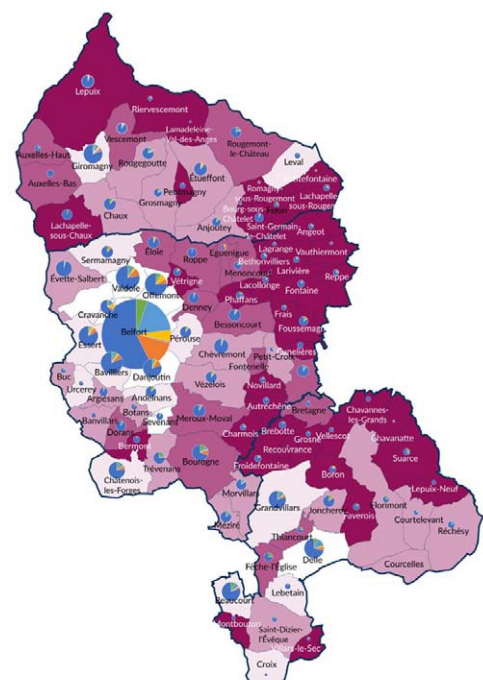 Lepuix
Riervescemont
Lamadeleine-
Val-des-Anges
Auxelles-Haut
Vescemont
Rougemont-
le-Château
Giromagny
Rougegoutte
Leval
Auxelles-Bas
Étueffont
Petitmagny
Romagny-
sous-Rougemont
Lachapelle-
sous-Rougemont
Grosmagny
Bourg-sous-
Châtelet
Felon
Lachapelle-
sous-Chaux
Chaux
Anjoutey
Saint-Germain-
le-Châtelet
Angeot
Éloie
Eguenigue
Lagrange
Vauthiermont
Sermamagny
Roppe
Bethonvilliers
Évette-Salbert
Menoncourt
Larivière
Valdoie
Vétrigne
Lacollonge
Reppe
Offemont
Phaffans
Fontaine
Cravanche
Denney
Frais
Bessoncourt
Foussemagne
Essert
Belfort
Pérouse
Chèvremont
Petit-Croix
Bavilliers
Danjoutin
Fontenelle
Buc
Vézelois
Novillard
Urcerey
Argiésans
Andelnans
Autrechêne
Botans
Bretagne
Chavannes-
les-Grands
Banvillars
Sévenans
Meroux-Moval
Brebotte
Dorans
Charmois
Grosne
Vellescot
Chavanatte
Bermont
Recouvrance
Suarce
Bourogne
Froidefontaine
Trévenans
Boron
Châtenois-
les-Forges
Lepuix-Neuf
Morvillars
Grandvillars
Florimont
Joncherey
Faverois
Courtelevant
Réchésy
Méziré
Thiancourt
Delle
Courcelles
Fêche-l'Église
Beaucourt
Lebetain
Montbouton
Saint-Dizier-
l'Évêque
Villars-le-Sec
Croix